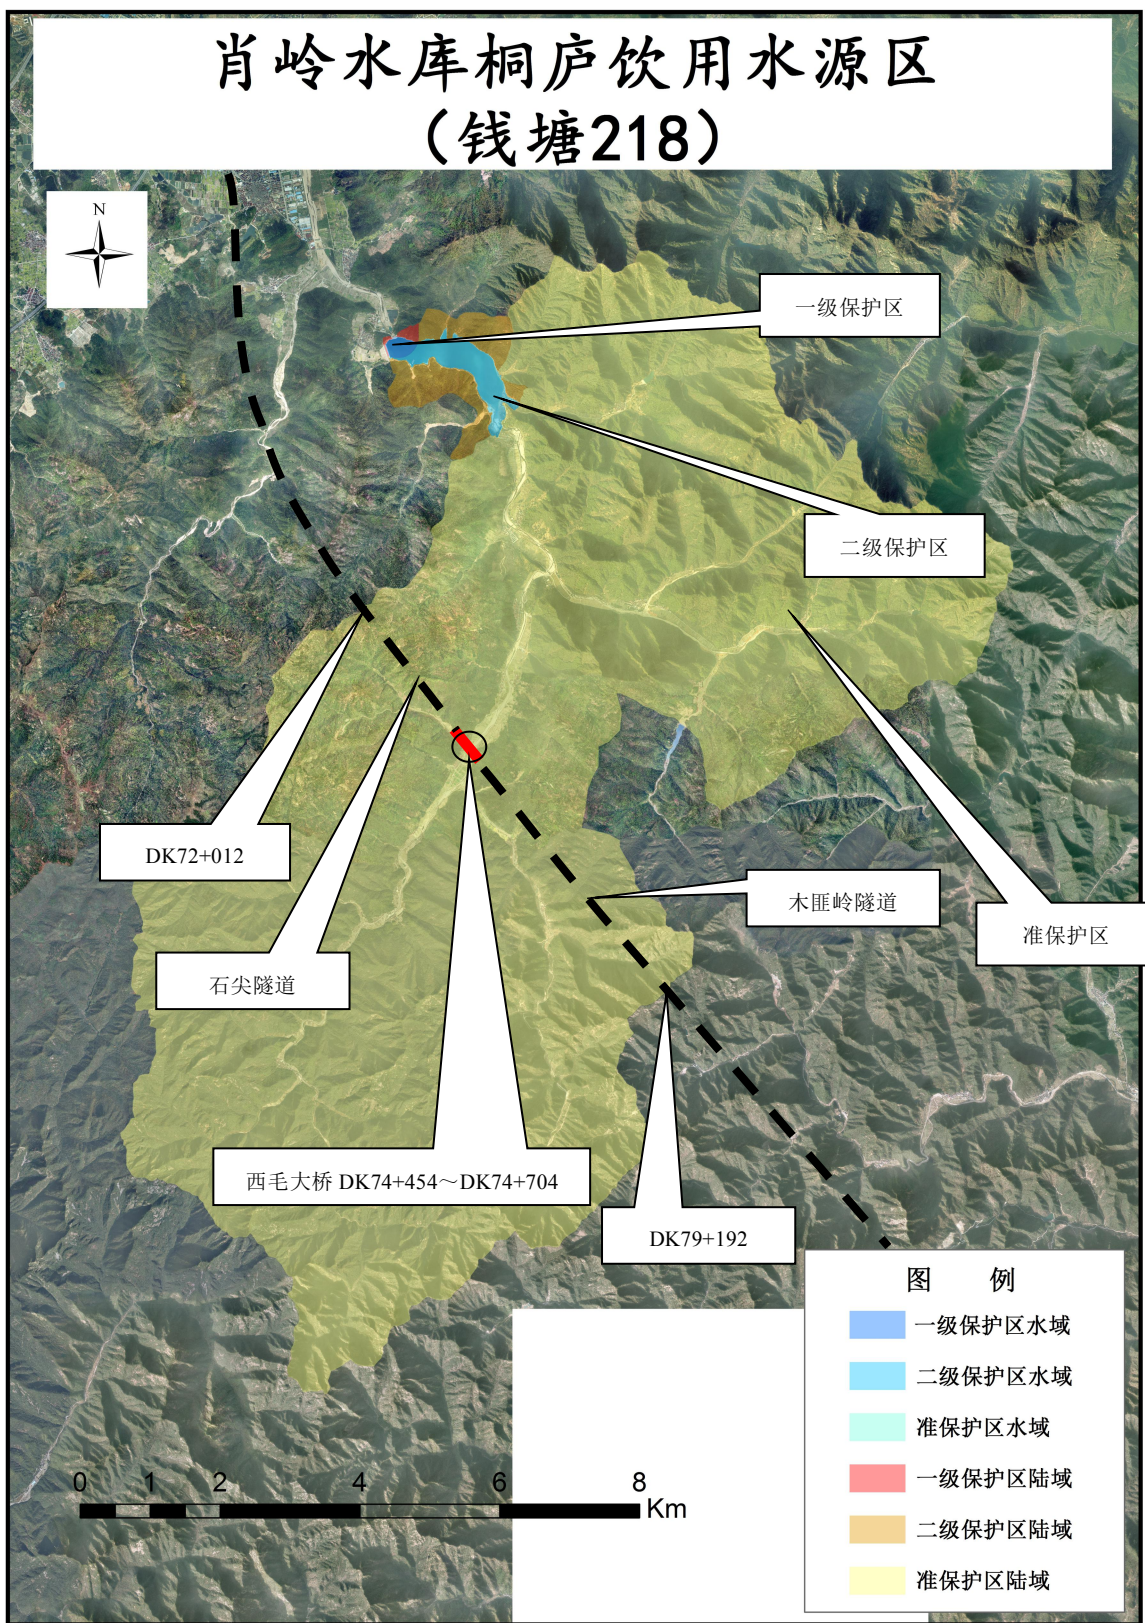 肖岭水库桐庐饮用水源区
（钱塘218）
N
一级保护区
二级保护区
DK72+012
木匪岭隧道
准保护区
石尖隧道
西毛大桥 DK74+454～DK74+704
DK79+192
图 例
一级保护区水域
二级保护区水域
准保护区水域
一级保护区陆域
二级保护区陆域
准保护区陆域
0 1 2 4 6 8
Km